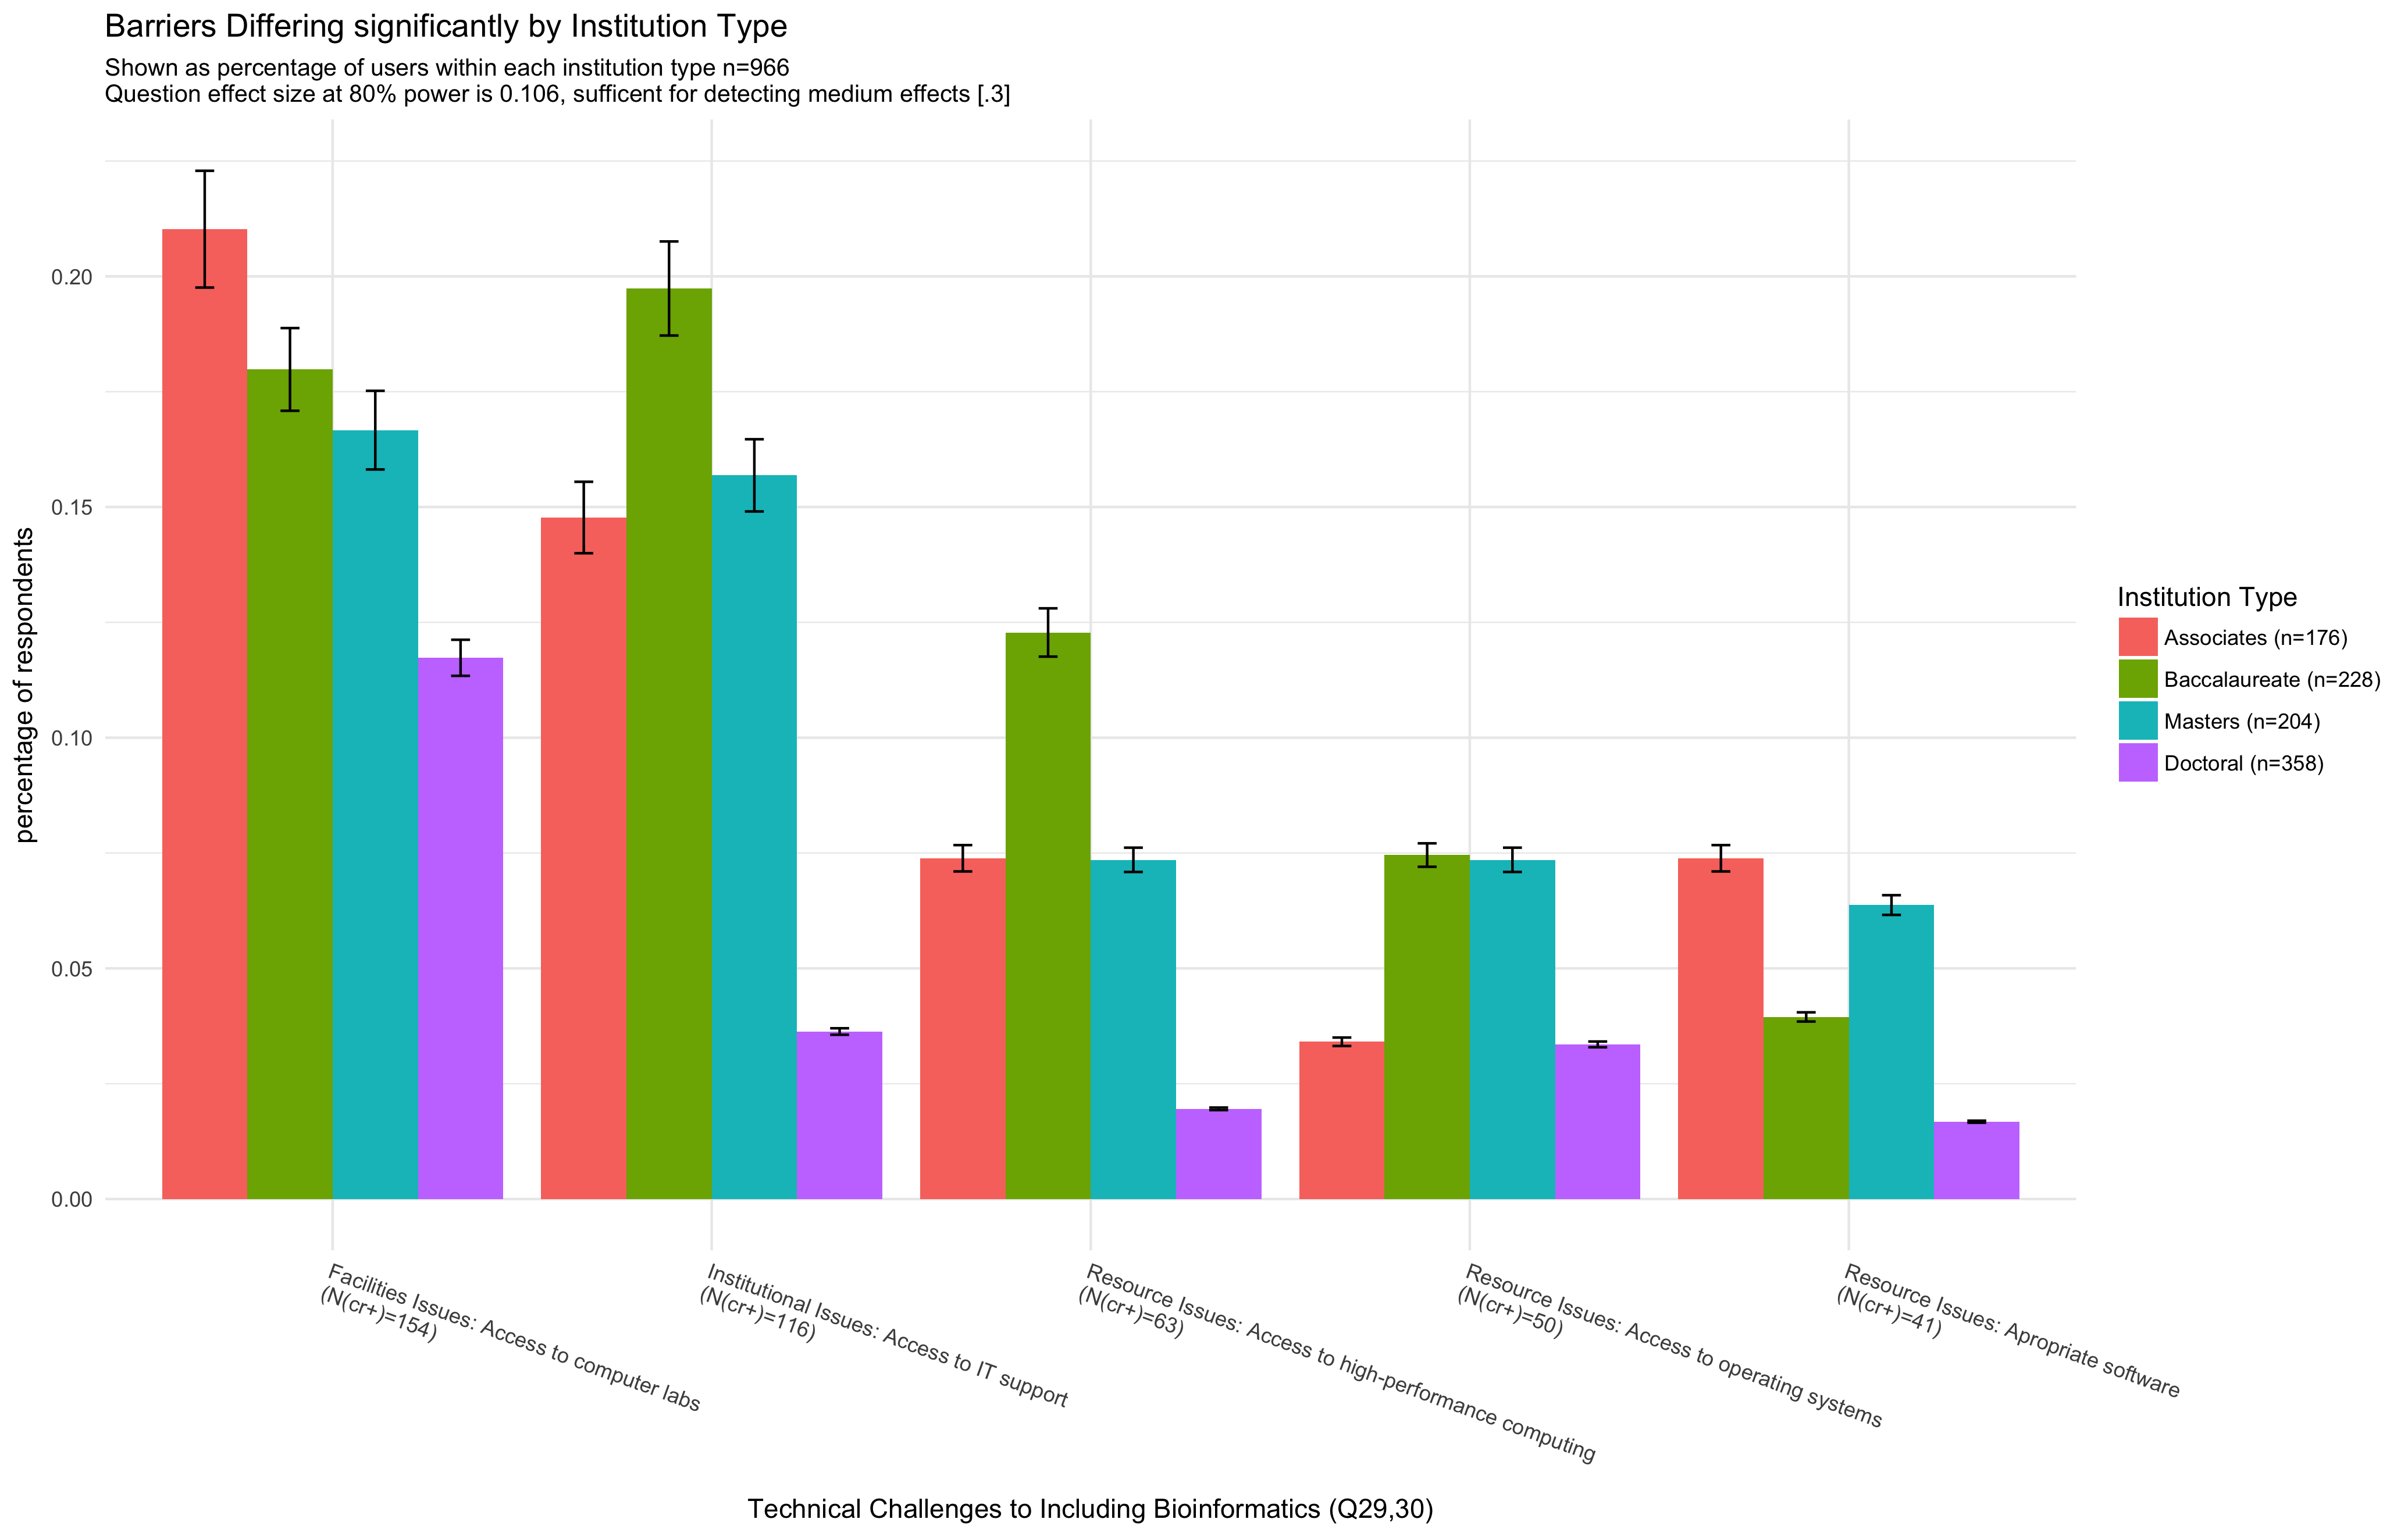 Barriers Differing significantly by Institution Type
Shown as percentage of users within each institution type n=966
Question effect size at 80% power is 0.106, sufficent for detecting medium effects [.3]
percentage of respondents
0.20
0.15
0.10
0.05
0.00
Facilities Issues: Access to computer labs
(N(cr+)=154)
Institutional Issues: Access to IT support
(N(cr+)=116)
Resource Issues: Access to high-performance computing
(N(cr+)=63)
Resource Issues: Access to operating systems
(N(cr+)=50)
Resource Issues: Apropriate software
(N(cr+)=41)
Technical Challenges to Including Bioinformatics (Q29,30)
Institution Type
Associates (n=176)
Baccalaureate (n=228)
Masters (n=204)
Doctoral (n=358)